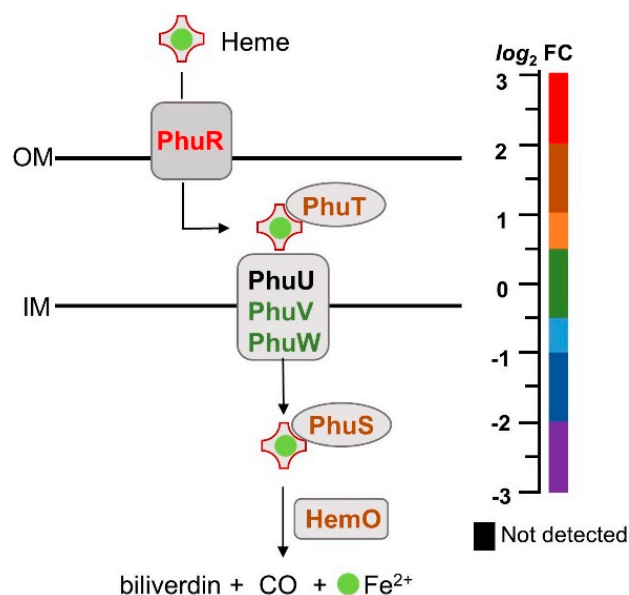 Heme
log₂ FC
3
PhuR
OM
2
PhuT
1
PhuU
0
IM
PhuV
PhuW
-1
PhuS
-2
-3
HemO
Not detected
biliverdin + CO + Fe²⁺